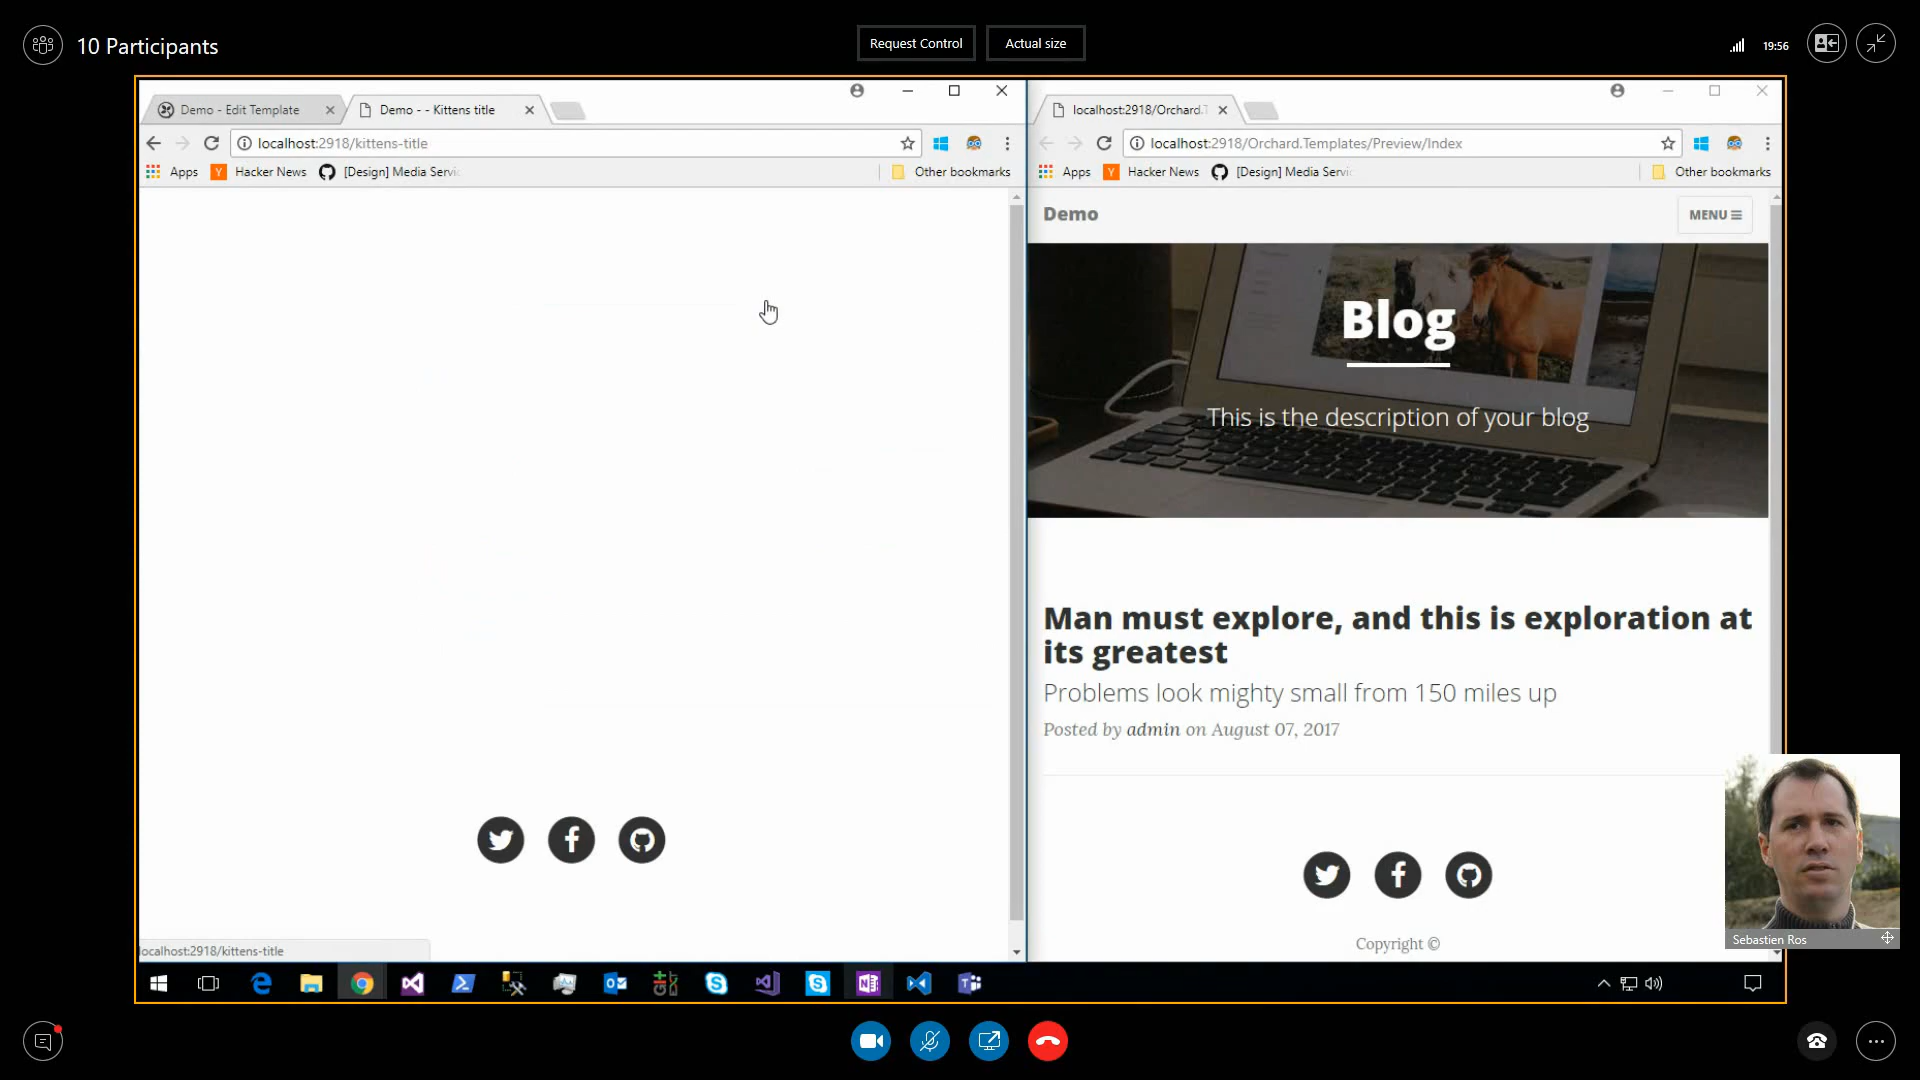 10 Participants
Request Control
Actual size
19:56
Demo - Edit Template
Demo - - Kittens title
localhost:2918/kittens-title
Apps
Hacker News
[Design] Media Servi
Other bookmarks
localhost:2918/kittens-title
localhost:2918/Orchard.T
localhost:2918/Orchard.Templates/Preview/Index
Apps
Hacker News
[Design] Media Servi
Other bookmarks
Demo
MENU
Blog
This is the description of your blog
Man must explore, and this is exploration at
its greatest
Problems look mighty small from 150 miles up
Posted by admin on August 07, 2017
Copyright ©
Sebastien Ros